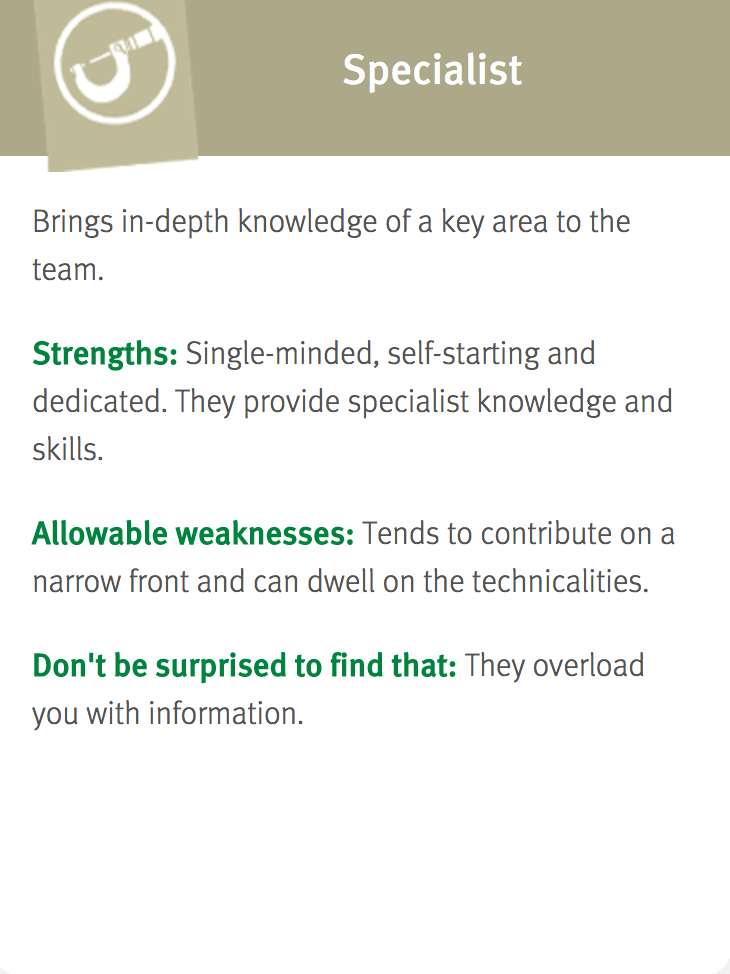 Specialist
Brings in-depth knowledge of a key area to the
team.
Strengths: Single-minded, self-starting and
dedicated. They provide specialist knowledge and
skills.
Allowable weaknesses: Tends to contribute on a
narrow front and can dwell on the technicalities.
Don't be surprised to find that: They overload
you with information.